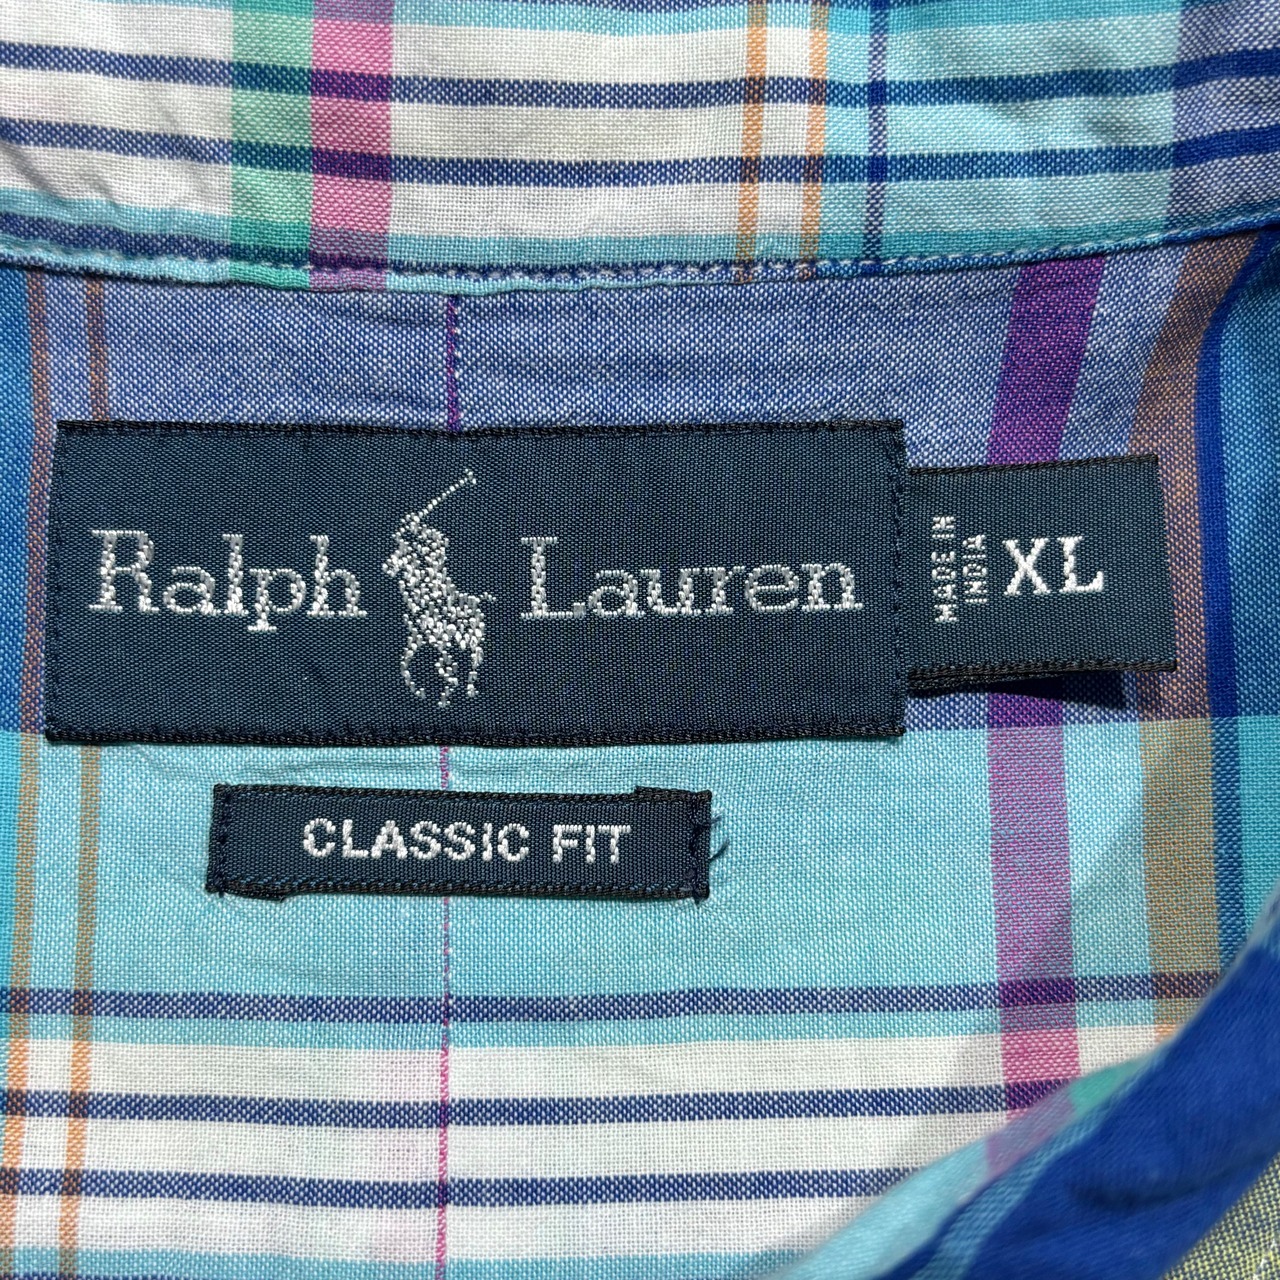 Ralph Lauren
MADE IN
INDIA
XL
CLASSIC FIT